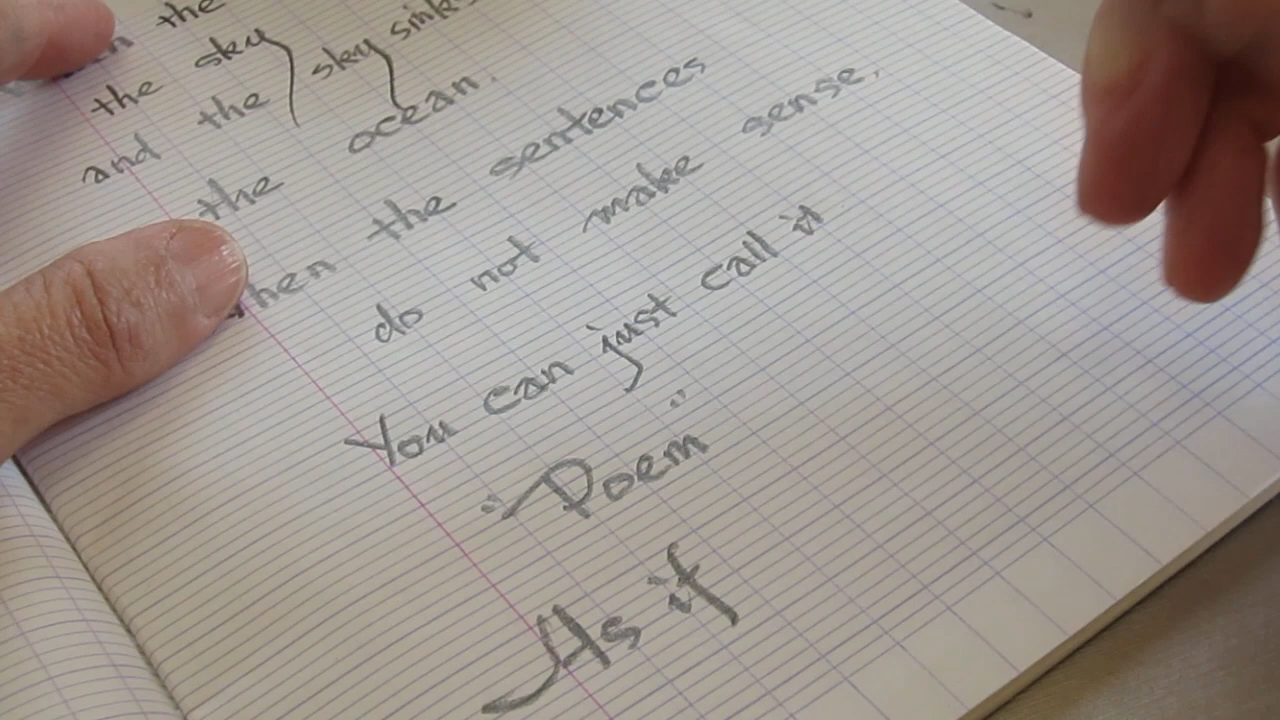 the
the sky sky sinks
and the ocean.
the
when the sentences
do not make sense.
You can just call it
"Poem"
As if